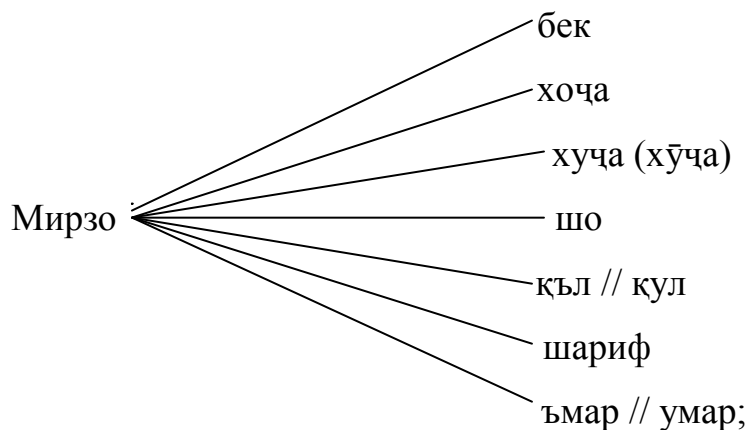 бек
хоҷа
хуҷа (хӯҷа)
Мирзо
шо
қъл // қул
шариф
ъмар // умар;